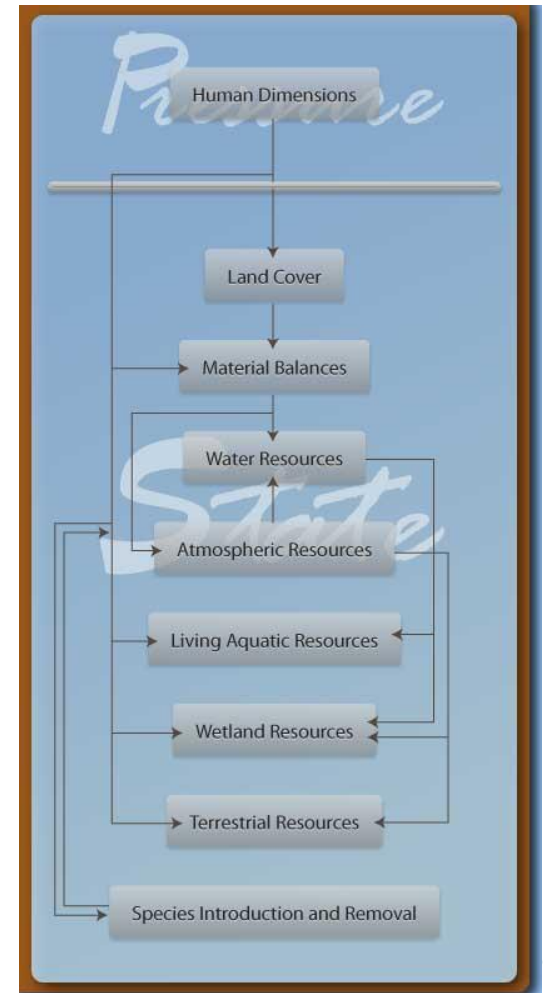 Pressure
Human Dimensions
Land Cover
Material Balances
Water Resources
State
Atmospheric Resources
Living Aquatic Resources
Wetland Resources
Terrestrial Resources
Species Introduction and Removal